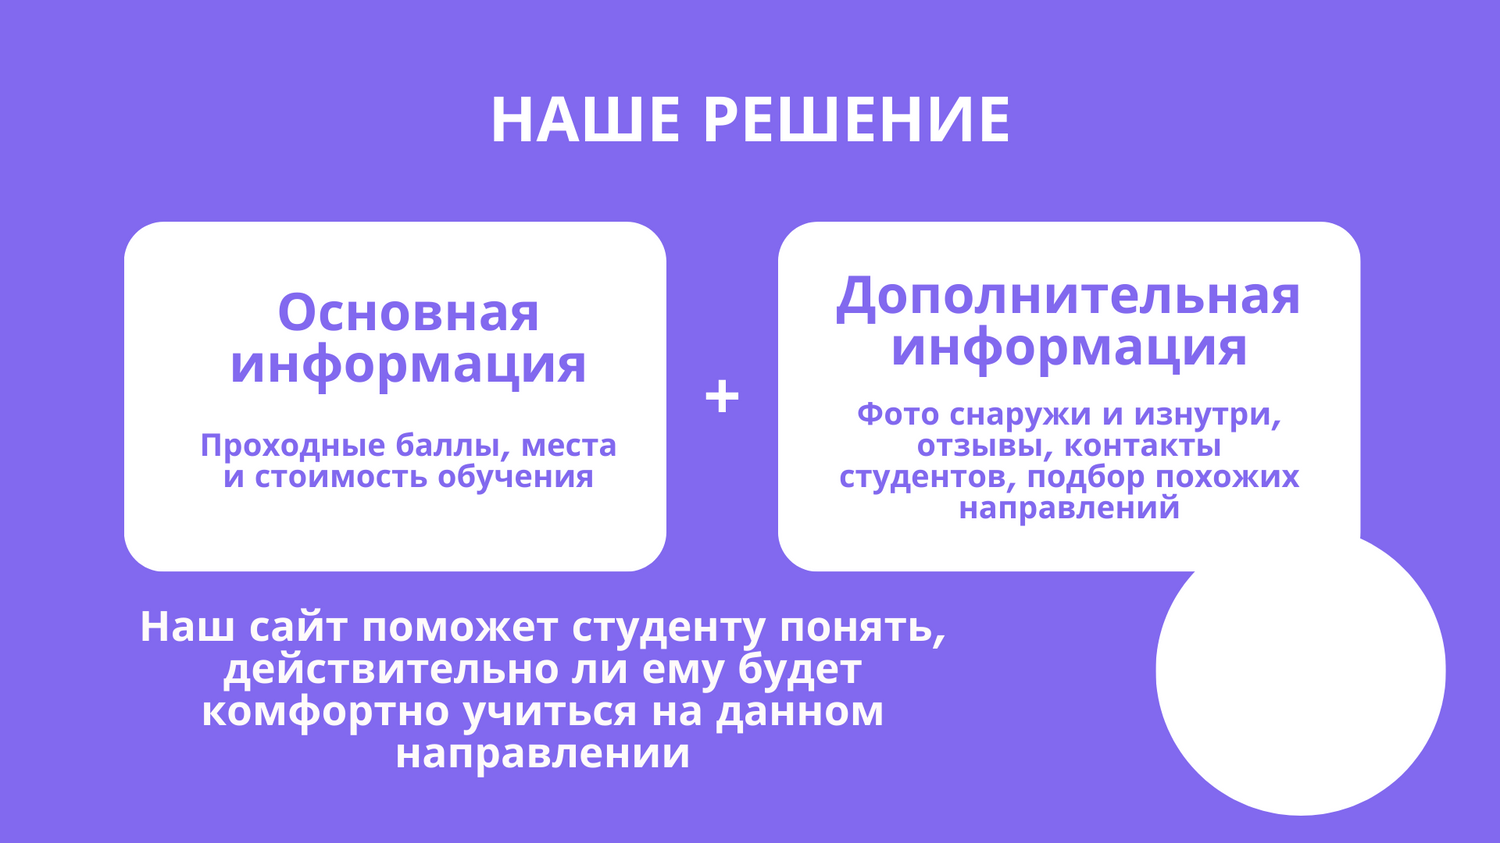 НАШЕ РЕШЕНИЕ
Основная
информация
Проходные баллы, места
и стоимость обучения
+
Дополнительная
информация
Фото снаружи и изнутри,
отзывы, контакты
студентов, подбор похожих
направлений
Наш сайт поможет студенту понять,
действительно ли ему будет
комфортно учиться на данном
направлении